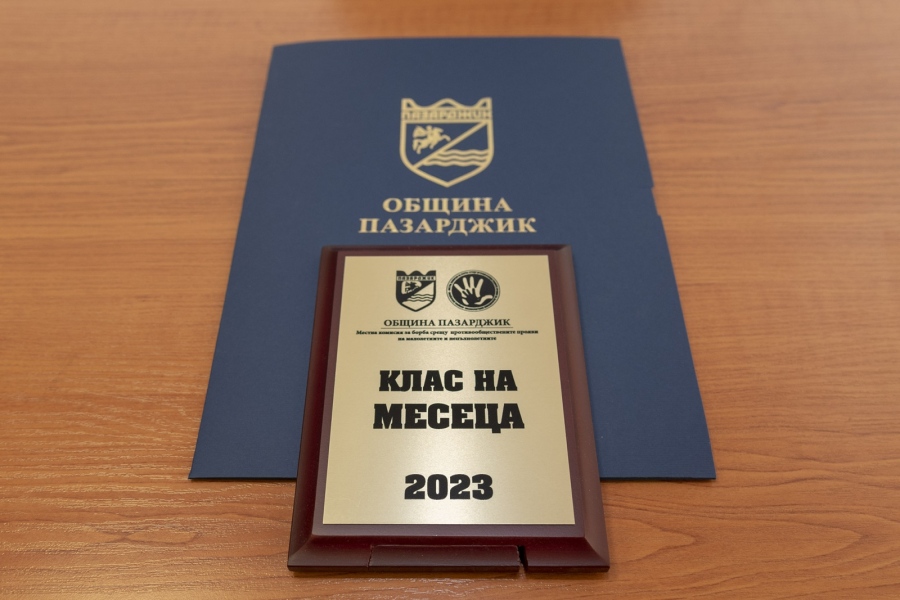 ПАЗАРДЖИК
ОБЩИНА
ПАЗАРДЖИК
ПАЗАРДЖИК
ОБЩИНА ПАЗАРДЖИК
Местна комисия за борба срещу противообществените прояви
на малолетните и непълнолетните
КЛАС НА
МЕСЕЦА
2023